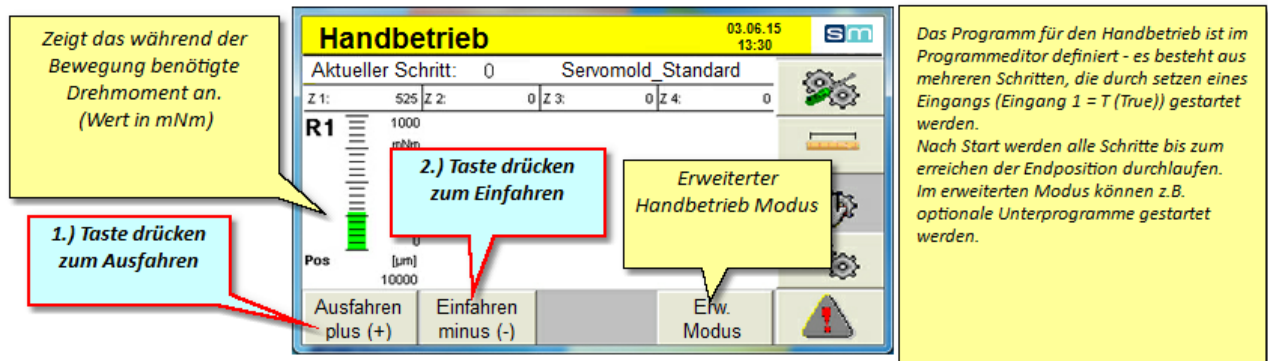 Zeigt das während der
Bewegung benötigte
Drehmoment an.
(Wert in mNm)
1.) Taste drücken
zum Ausfahren
Handbetrieb
03.06.15
13:30
sm
Aktueller Schritt: 0 Servomold_Standard
Z 1: 525 Z 2: 0 Z 3: 0 Z 4: 0
R1
1000
mNm
0
Pos [µm]
10000
2.) Taste drücken
zum Einfahren
Erweiterter
Handbetrieb Modus
Ausfahren
plus (+)
Einfahren
minus (-)
Erw.
Modus
Das Programm für den Handbetrieb ist im
Programmeditor definiert - es besteht aus
mehreren Schritten, die durch setzen eines
Eingangs (Eingang 1 = T (True)) gestartet
werden.
Nach Start werden alle Schritte bis zum
erreichen der Endposition durchlaufen.
Im erweiterten Modus können z.B.
optionale Unterprogramme gestartet
werden.